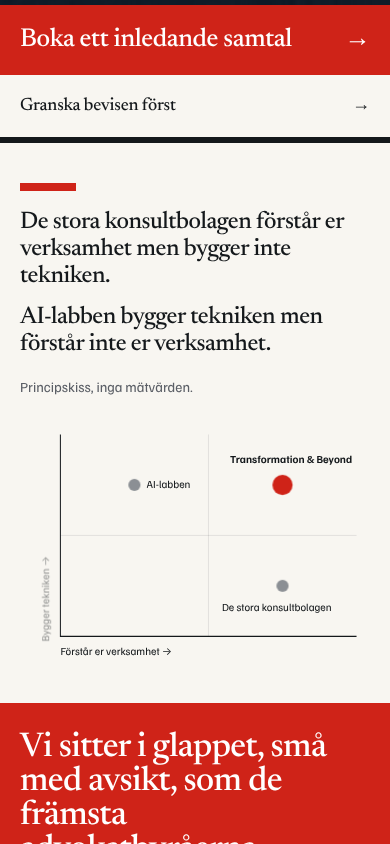 Boka ett inledande samtal →
Granska bevisen först →
De stora konsultbolagen förstår er
verksamhet men bygger inte
tekniken.
AI-labben bygger tekniken men
förstår inte er verksamhet.
Principskiss, inga mätvärden.
Transformation & Beyond
AI-labben
De stora konsultbolagen
Bygger tekniken →
Förstår er verksamhet →
Vi sitter i glappet, små
med avsikt, som de
främsta
advokatbyråerna